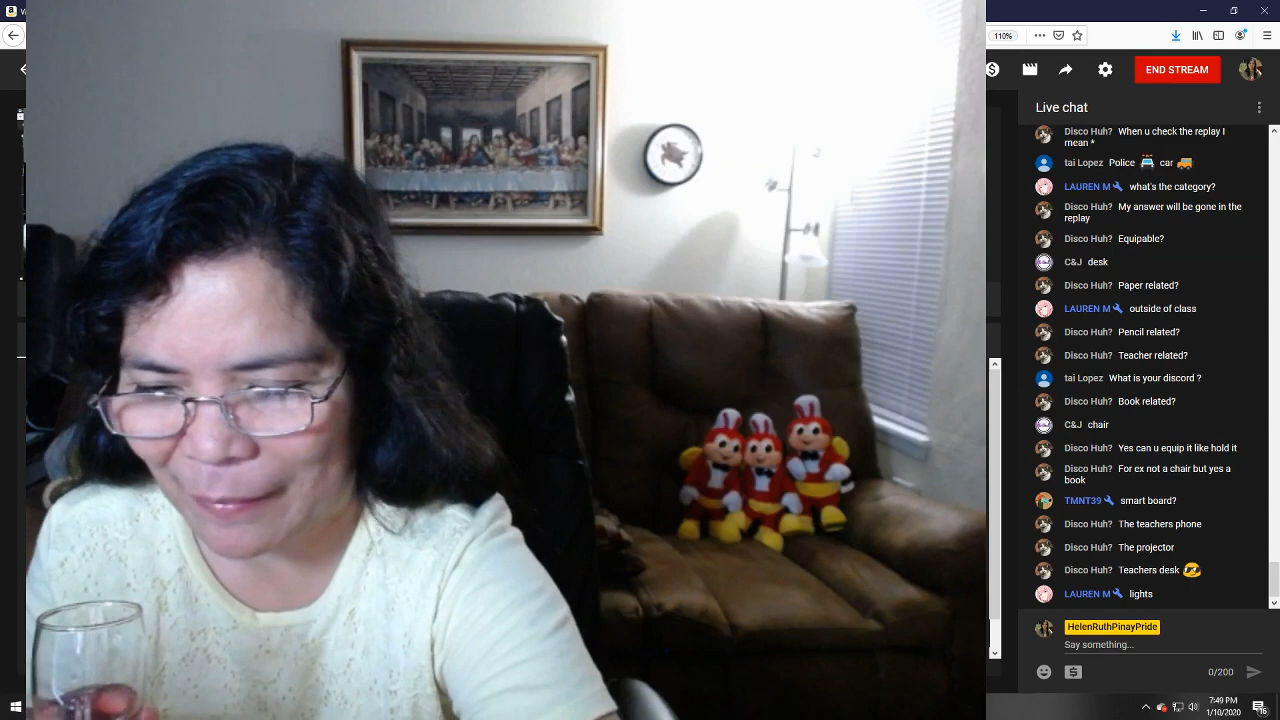 V
110%
END STREAM
Live chat
Disco Huh? When u check the replay I
mean *
tai Lopez Police 🚔 car 🚙
LAUREN M what's the category?
Disco Huh? My answer will be gone in the
replay
Disco Huh? Equipable?
C&J desk
Disco Huh? Paper related?
LAUREN M outside of class
Disco Huh? Pencil related?
Disco Huh? Teacher related?
tai Lopez What is your discord ?
Disco Huh? Book related?
C&J chair
Disco Huh? Yes can u equip it like hold it
Disco Huh? For ex not a chair but yes a
book
TMNT39 smart board?
Disco Huh? The teachers phone
Disco Huh? The projector
Disco Huh? Teachers desk 😎
LAUREN M lights
HelenRuthPinayPride
Say something...
0/200
7:49 PM
1/10/2020